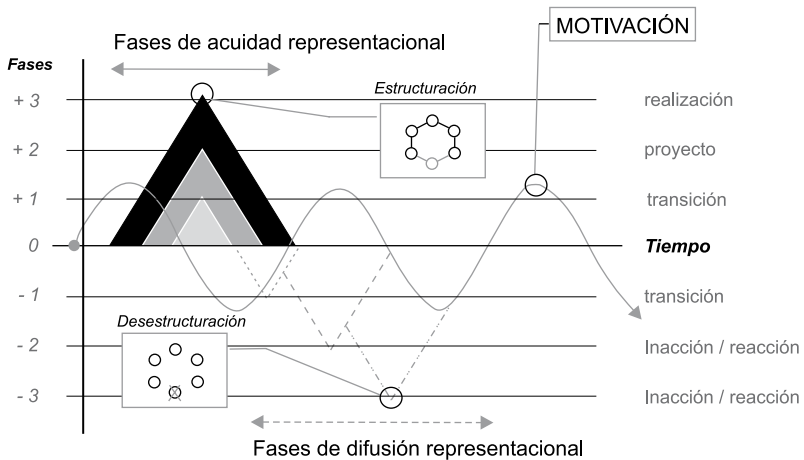 MOTIVACIÓN
Fases de acuidad representacional
Fases
Estructuración
+ 3
realización
+ 2
proyecto
+ 1
transición
0
Tiempo
- 1
transición
Desestructuración
- 2
Inacción / reacción
- 3
Inacción / reacción
Fases de difusión representacional